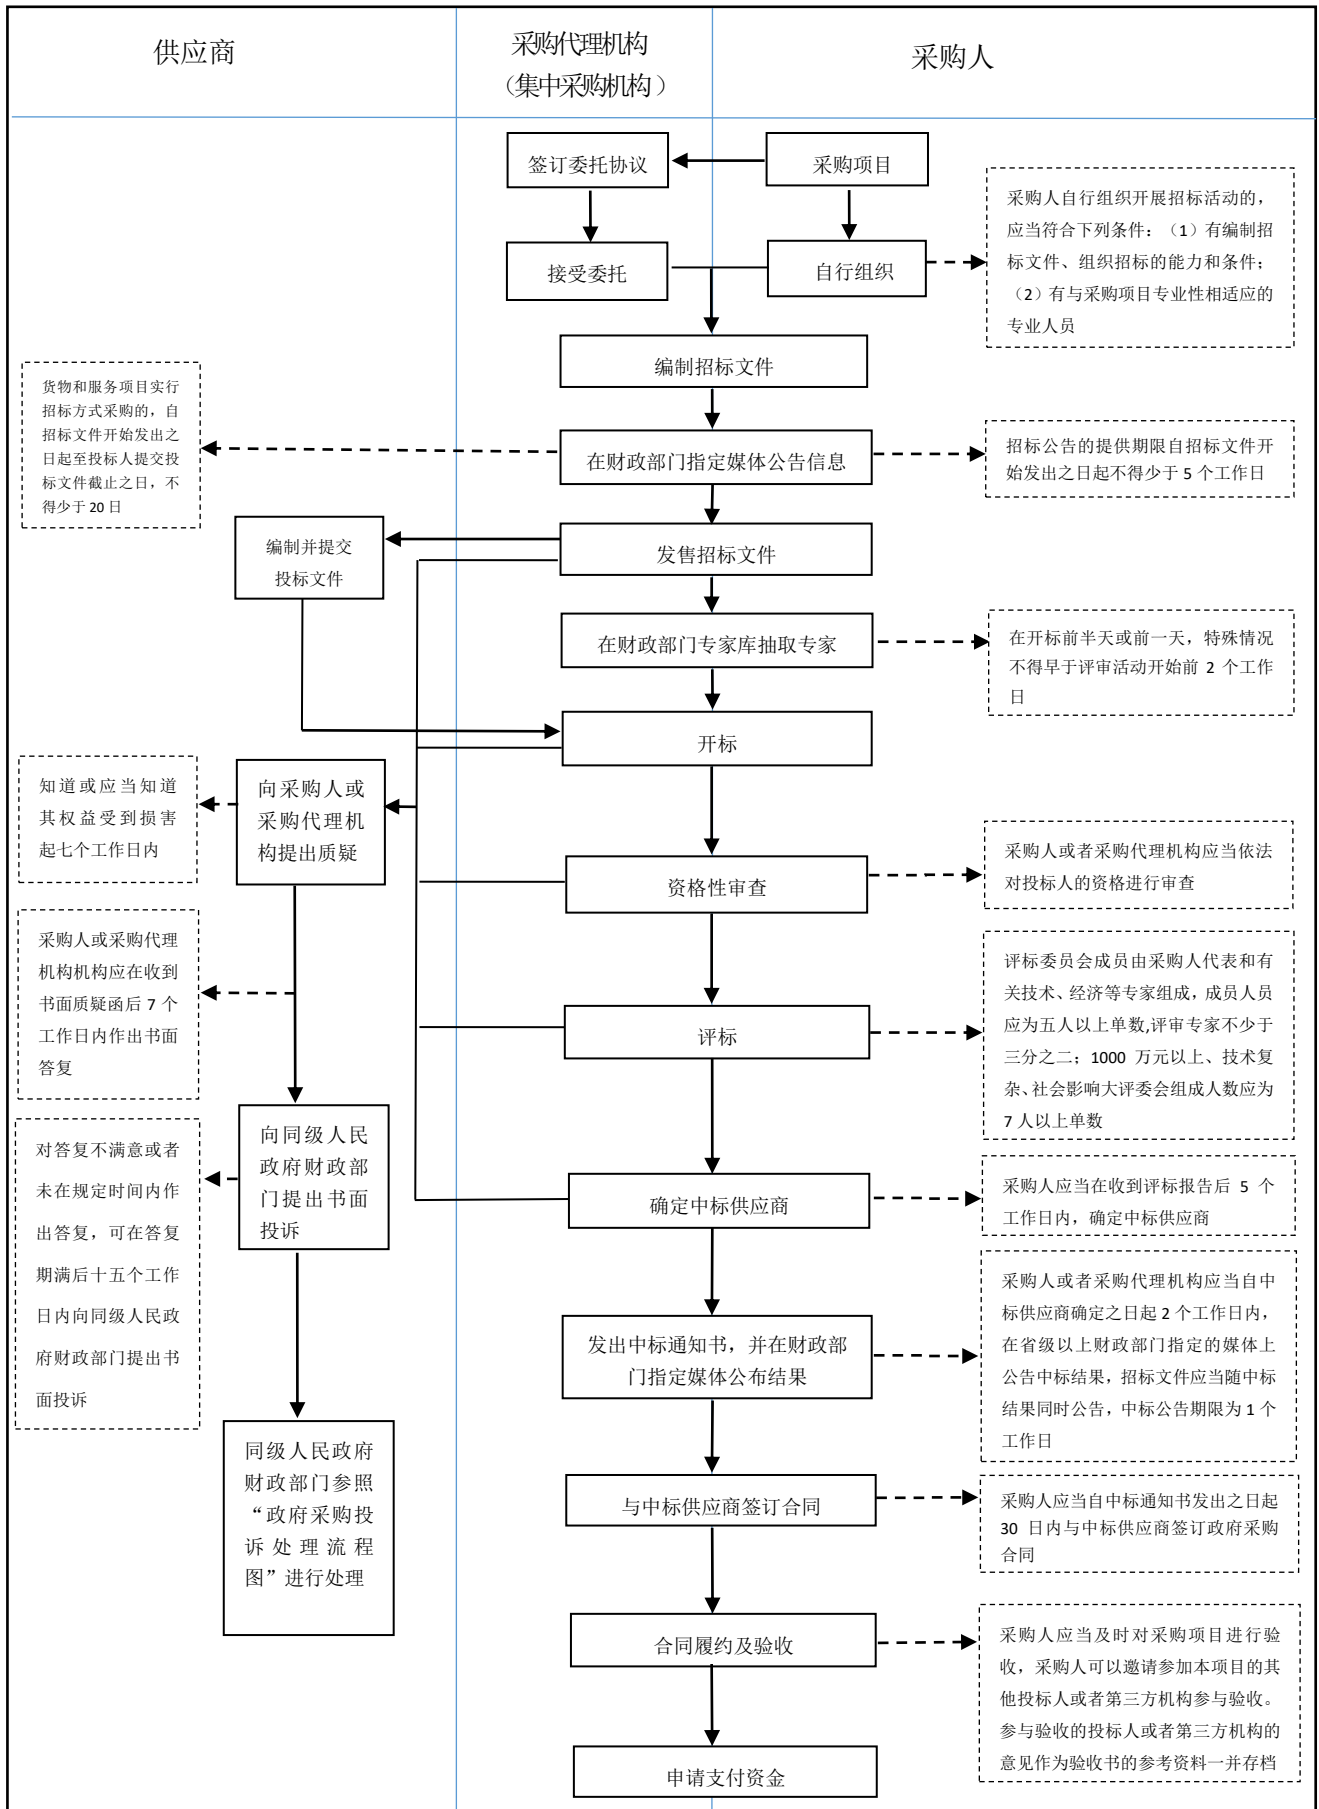 供应商
采购代理机构
（集中采购机构）
采购人
签订委托协议
采购项目
接受委托
自行组织
采购人自行组织开展招标活动的，
应当符合下列条件：（1）有编制招
标文件、组织招标的能力和条件；
（2）有与采购项目专业性相适应的
专业人员
编制招标文件
货物和服务项目实行
招标方式采购的，自
招标文件开始发出之
日起至投标人提交投
标文件截止之日，不
得少于 20 日
在财政部门指定媒体公告信息
招标公告的提供期限自招标文件开
始发出之日起不得少于 5 个工作日
编制并提交
投标文件
发售招标文件
在财政部门专家库抽取专家
在开标前半天或前一天，特殊情况
不得早于评审活动开始前 2 个工作
日
开标
知道或应当知道
其权益受到损害
起七个工作日内
向采购人或
采购代理机
构提出质疑
资格性审查
采购人或者采购代理机构应当依法
对投标人的资格进行审查
采购人或采购代理
机构机构应在收到
书面质疑函后 7 个
工作日内作出书面
答复
评标
评标委员会成员由采购人代表和有
关技术、经济等专家组成，成员人员
应为五人以上单数,评审专家不少于
三分之二；1000 万元以上、技术复
杂、社会影响大评委会组成人数应为
7 人以上单数
对答复不满意或者
未在规定时间内作
出答复，可在答复
期满后十五个工作
日内向同级人民政
府财政部门提出书
面投诉
向同级人民
政府财政部
门提出书面
投诉
确定中标供应商
采购人应当在收到评标报告后 5 个
工作日内，确定中标供应商
发出中标通知书，并在财政部
门指定媒体公布结果
采购人或者采购代理机构应当自中
标供应商确定之日起 2 个工作日内，
在省级以上财政部门指定的媒体上
公告中标结果，招标文件应当随中标
结果同时公告，中标公告期限为 1 个
工作日
同级人民政府
财政部门参照
“政府采购投
诉处理流程
图”进行处理
与中标供应商签订合同
采购人应当自中标通知书发出之日起
30 日内与中标供应商签订政府采购
合同
合同履约及验收
采购人应当及时对采购项目进行验
收，采购人可以邀请参加本项目的其
他投标人或者第三方机构参与验收。
参与验收的投标人或者第三方机构的
意见作为验收书的参考资料一并存档
申请支付资金